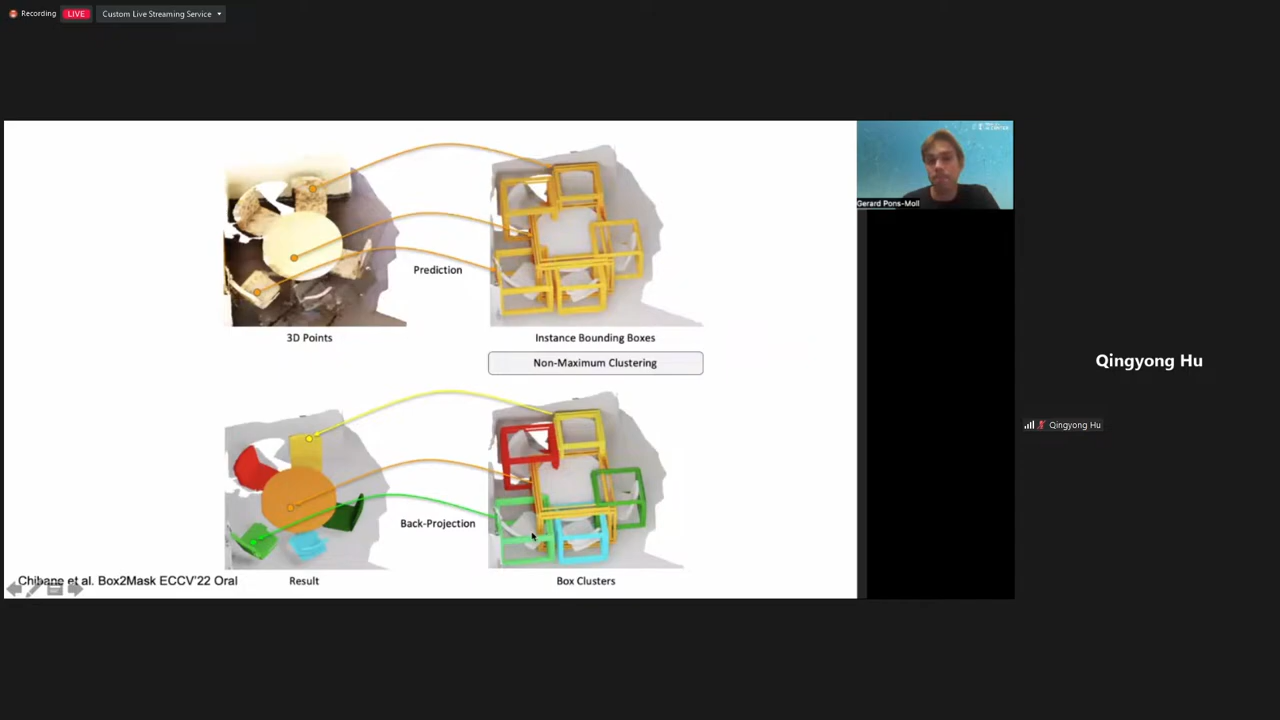 Recording
LIVE
Custom Live Streaming Service
Gerard Pons-Moll
Prediction
3D Points
Instance Bounding Boxes
Non-Maximum Clustering
Back-Projection
Chibane et al. Box2Mask ECCV'22 Oral
Result
Box Clusters
Qingyong Hu
Qingyong Hu